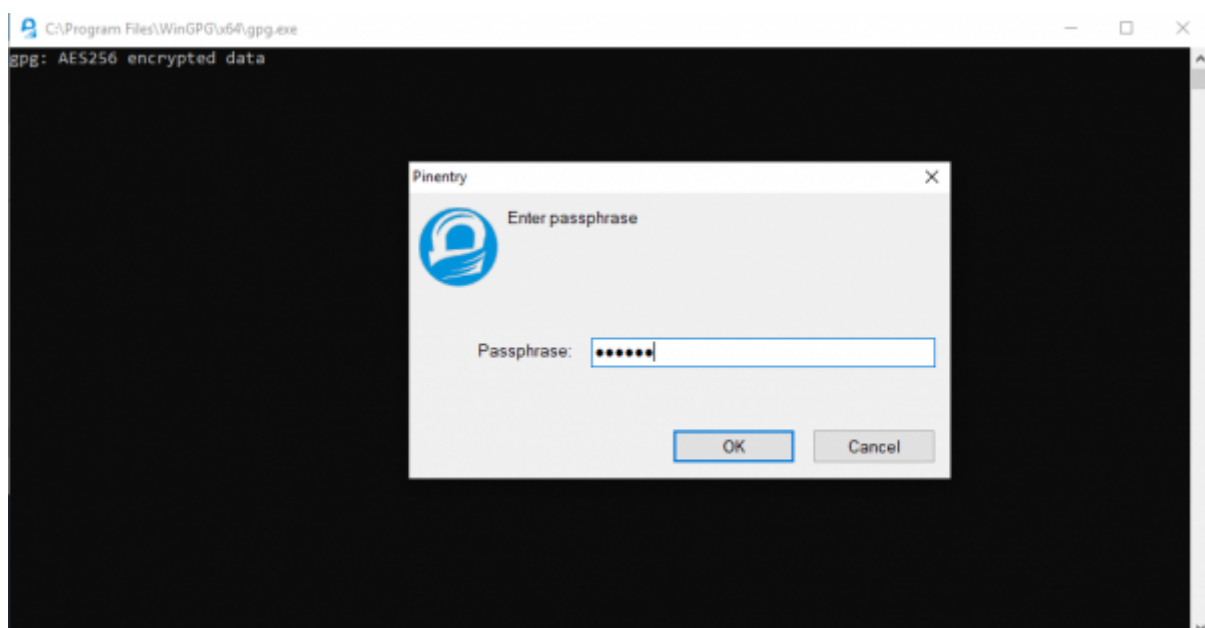 C:\Program Files\WinGPG\x64\gpg.exe
gpg: AES256 encrypted data
Pinentry
Enter passphrase
Passphrase: ●●●●●●
OK
Cancel